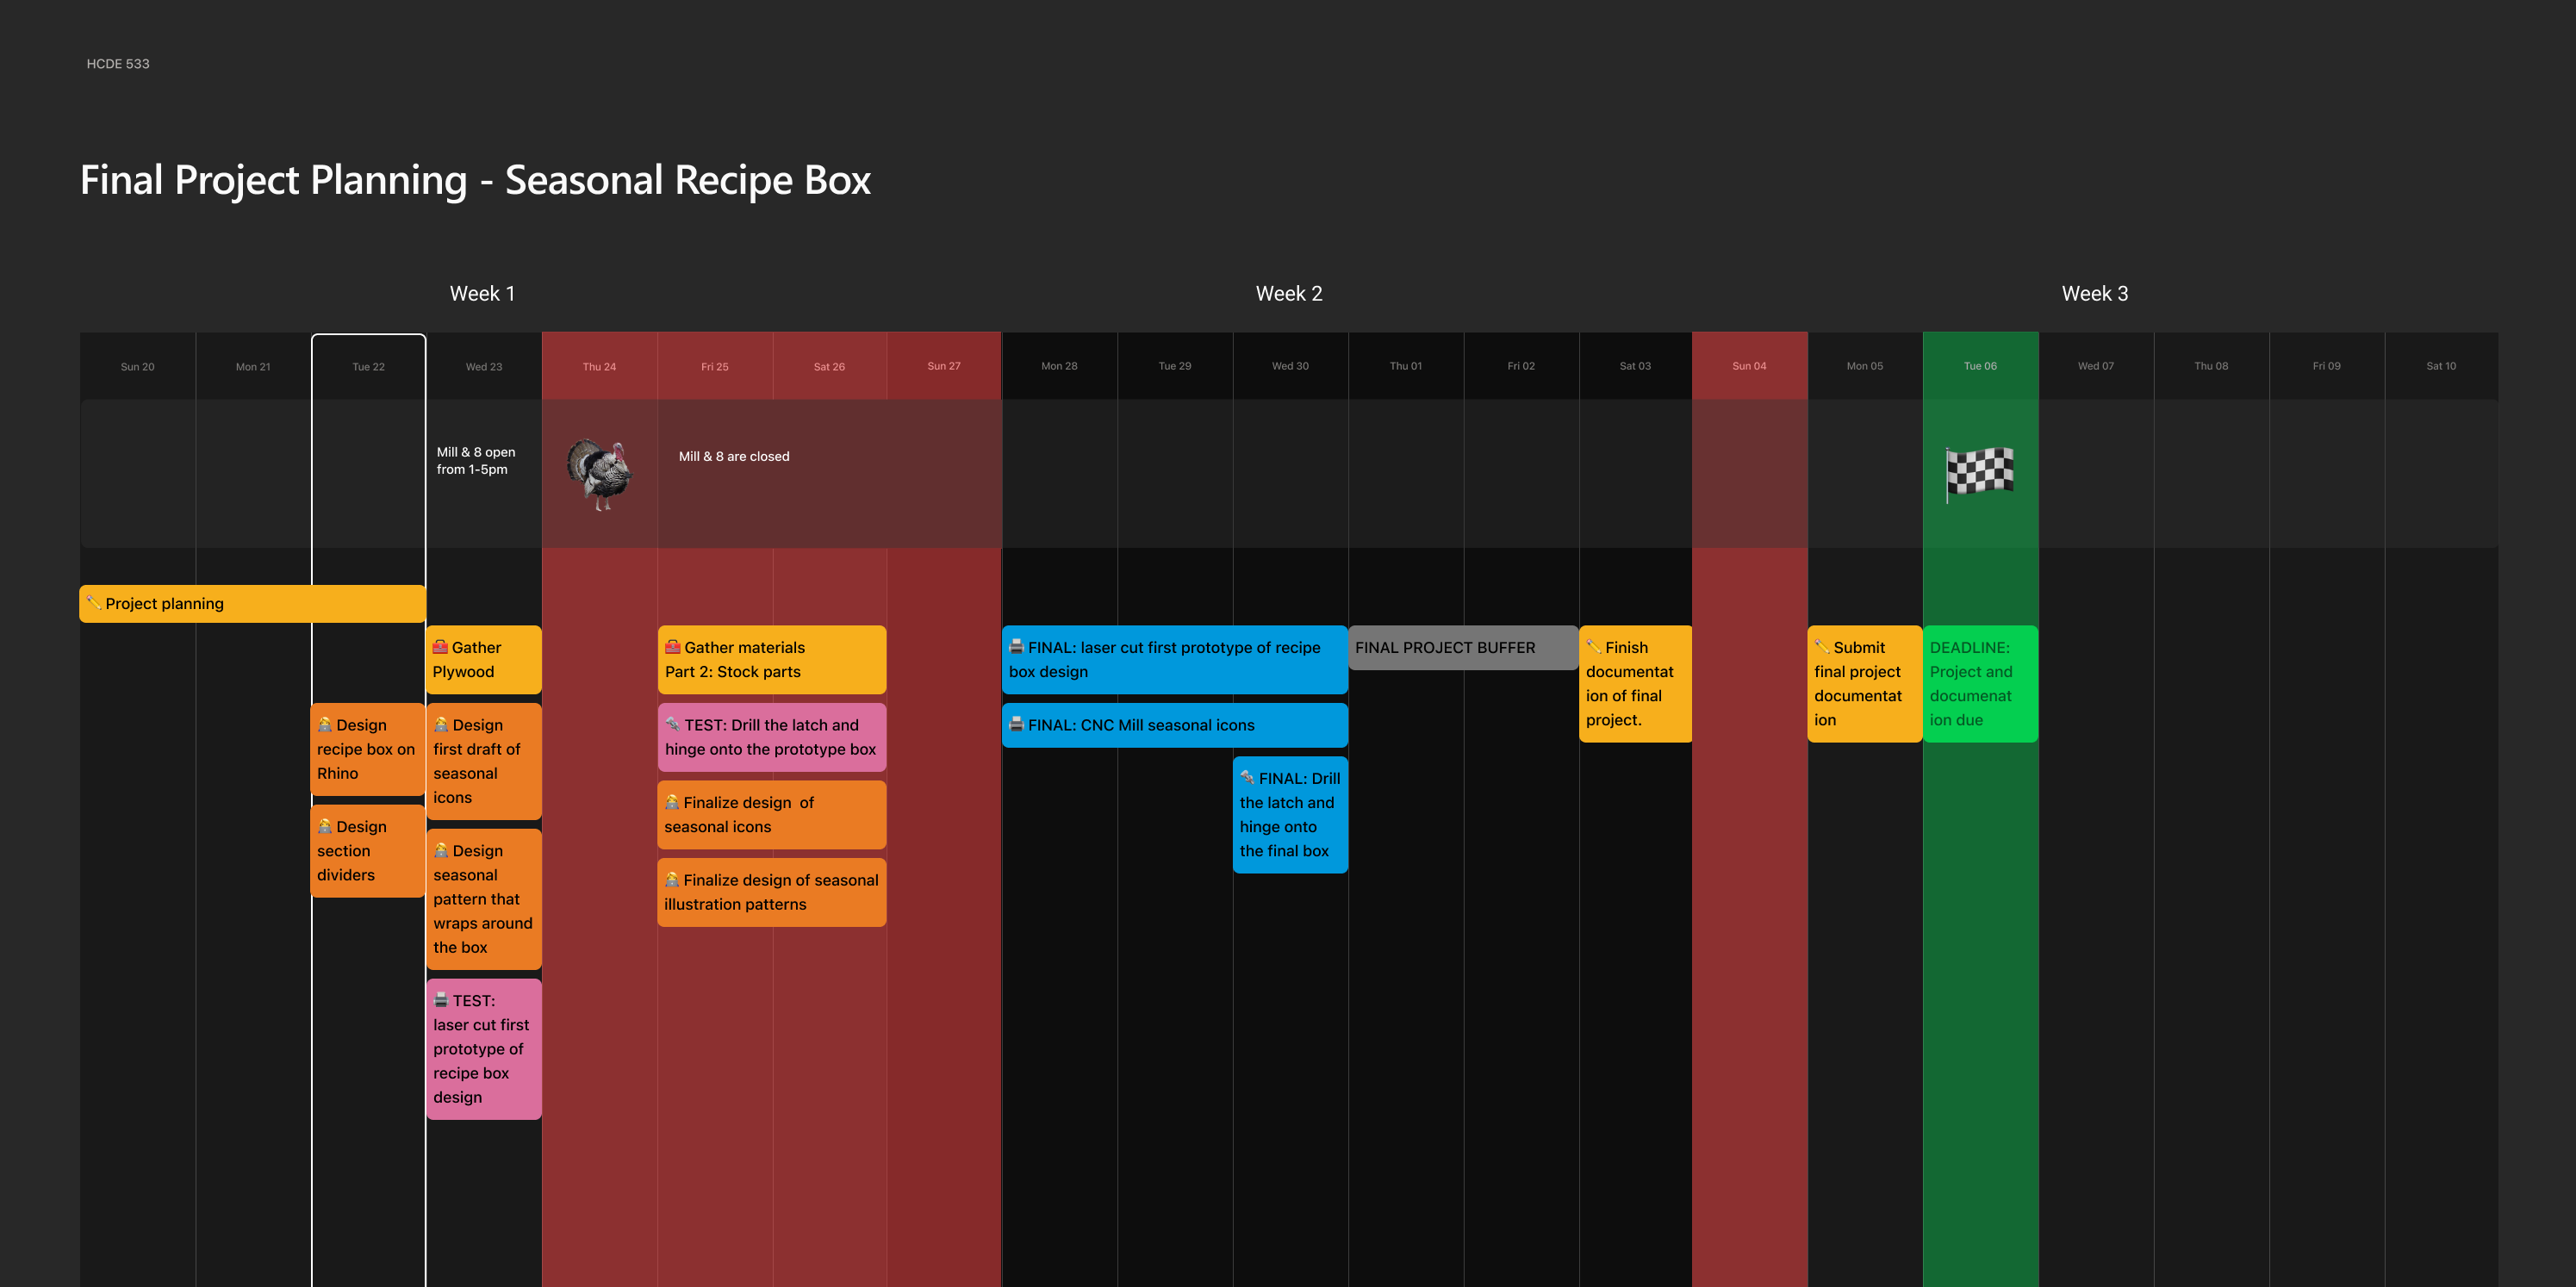 HCDE 533
Final Project Planning - Seasonal Recipe Box
Week 1
Week 2
Week 3
Sun 20
Mon 21
Tue 22
Wed 23
Thu 24
Fri 25
Sat 26
Sun 27
Mon 28
Tue 29
Wed 30
Thu 01
Fri 02
Sat 03
Sun 04
Mon 05
Tue 06
Wed 07
Thu 08
Fri 09
Sat 10
Mill & 8 open
from 1-5pm
Mill & 8 are closed
Project planning
Gather
Plywood
Gather materials
Part 2: Stock parts
FINAL: laser cut first prototype of recipe
box design
FINAL PROJECT BUFFER
Finish
documentat
ion of final
project.
Submit
final project
documentat
ion
DEADLINE:
Project and
documenat
ion due
Design
recipe box on
Rhino
Design
first draft of
seasonal
icons
TEST: Drill the latch and
hinge onto the prototype box
FINAL: CNC Mill seasonal icons
FINAL: Drill
the latch and
hinge onto
the final box
Finalize design  of
seasonal icons
Design
section
dividers
Design
seasonal
pattern that
wraps around
the box
Finalize design of seasonal
illustration patterns
TEST:
laser cut first
prototype of
recipe box
design